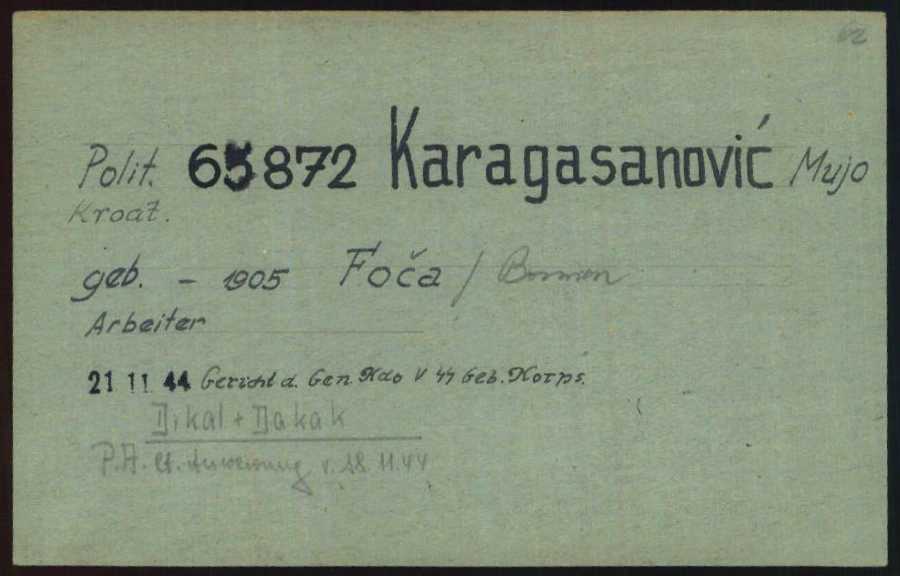 62
Polit. 65872 Karagasanović Mujo
Kroat.
geb. - 1905 Foča / Bosnien
Arbeiter
21 11 44 Gericht d. Gen Kdo V SS Geb. Korps.
Dikal + Dakak
P.A. lt. Anweisung v. 18.11.44